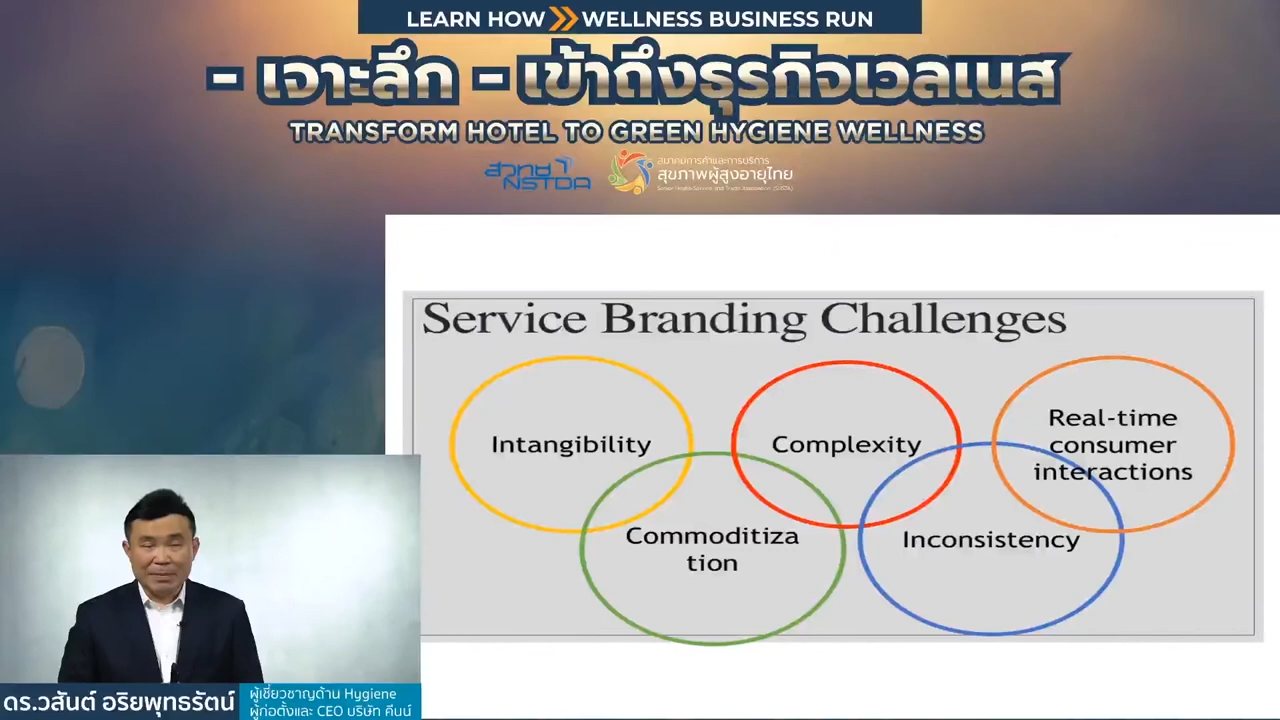 LEARN HOW WELLNESS BUSINESS RUN
- เจาะลึก - เข้าถึงธุรกิจเวลเนส
TRANSFORM HOTEL TO GREEN HYGIENE WELLNESS
สวทช
NSTDA
สมาคมการค้าและการบริการ
สุขภาพผู้สูงอายุไทย
Senior Health Service and Trade Association
Service Branding Challenges
Intangibility
Complexity
Real-time
consumer
interactions
Commoditiza
tion
Inconsistency
ดร.วสันต์ อริยพุทธรัตน์
ผู้เชี่ยวชาญด้าน Hygiene
ผู้ก่อตั้งและ CEO บริษัท คีนน์